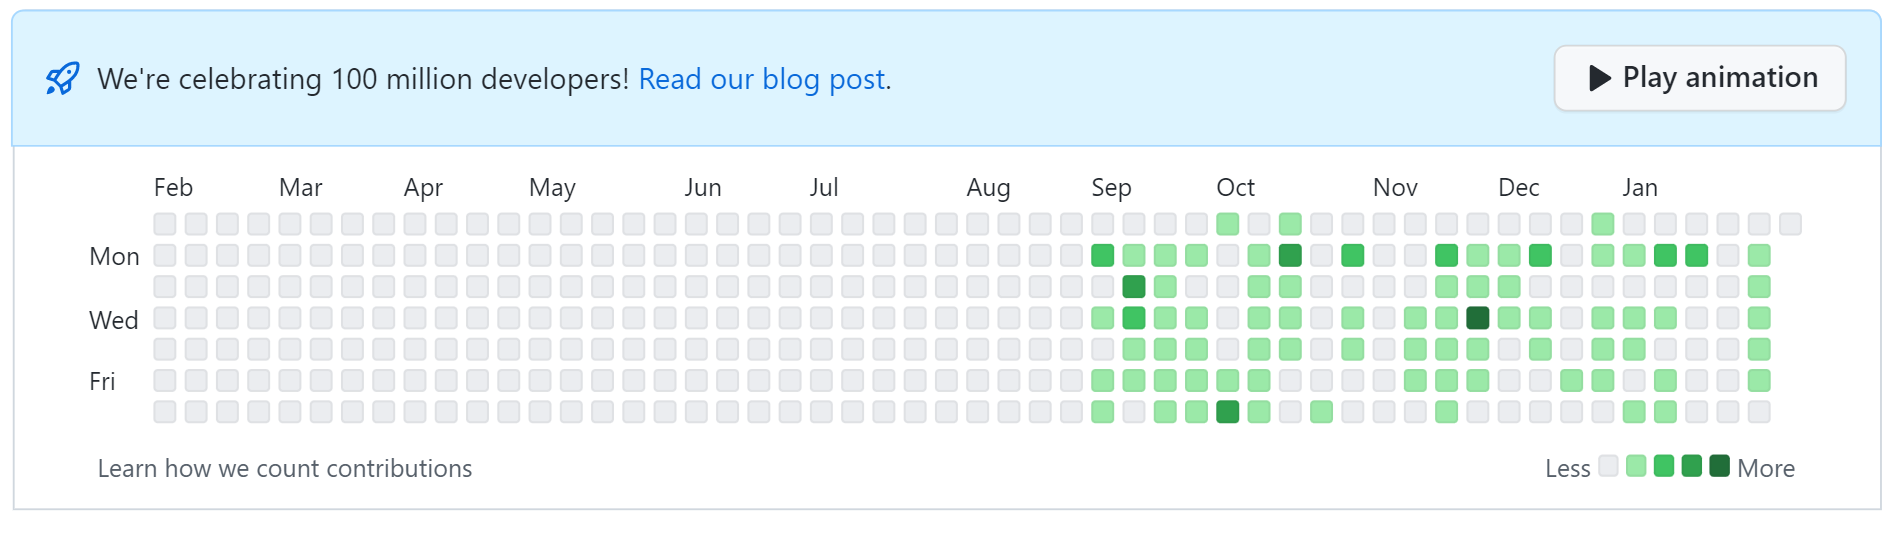 We're celebrating 100 million developers! Read our blog post.
Play animation
Feb Mar Apr May Jun Jul Aug Sep Oct Nov Dec Jan
Mon
Wed
Fri
Learn how we count contributions
Less More